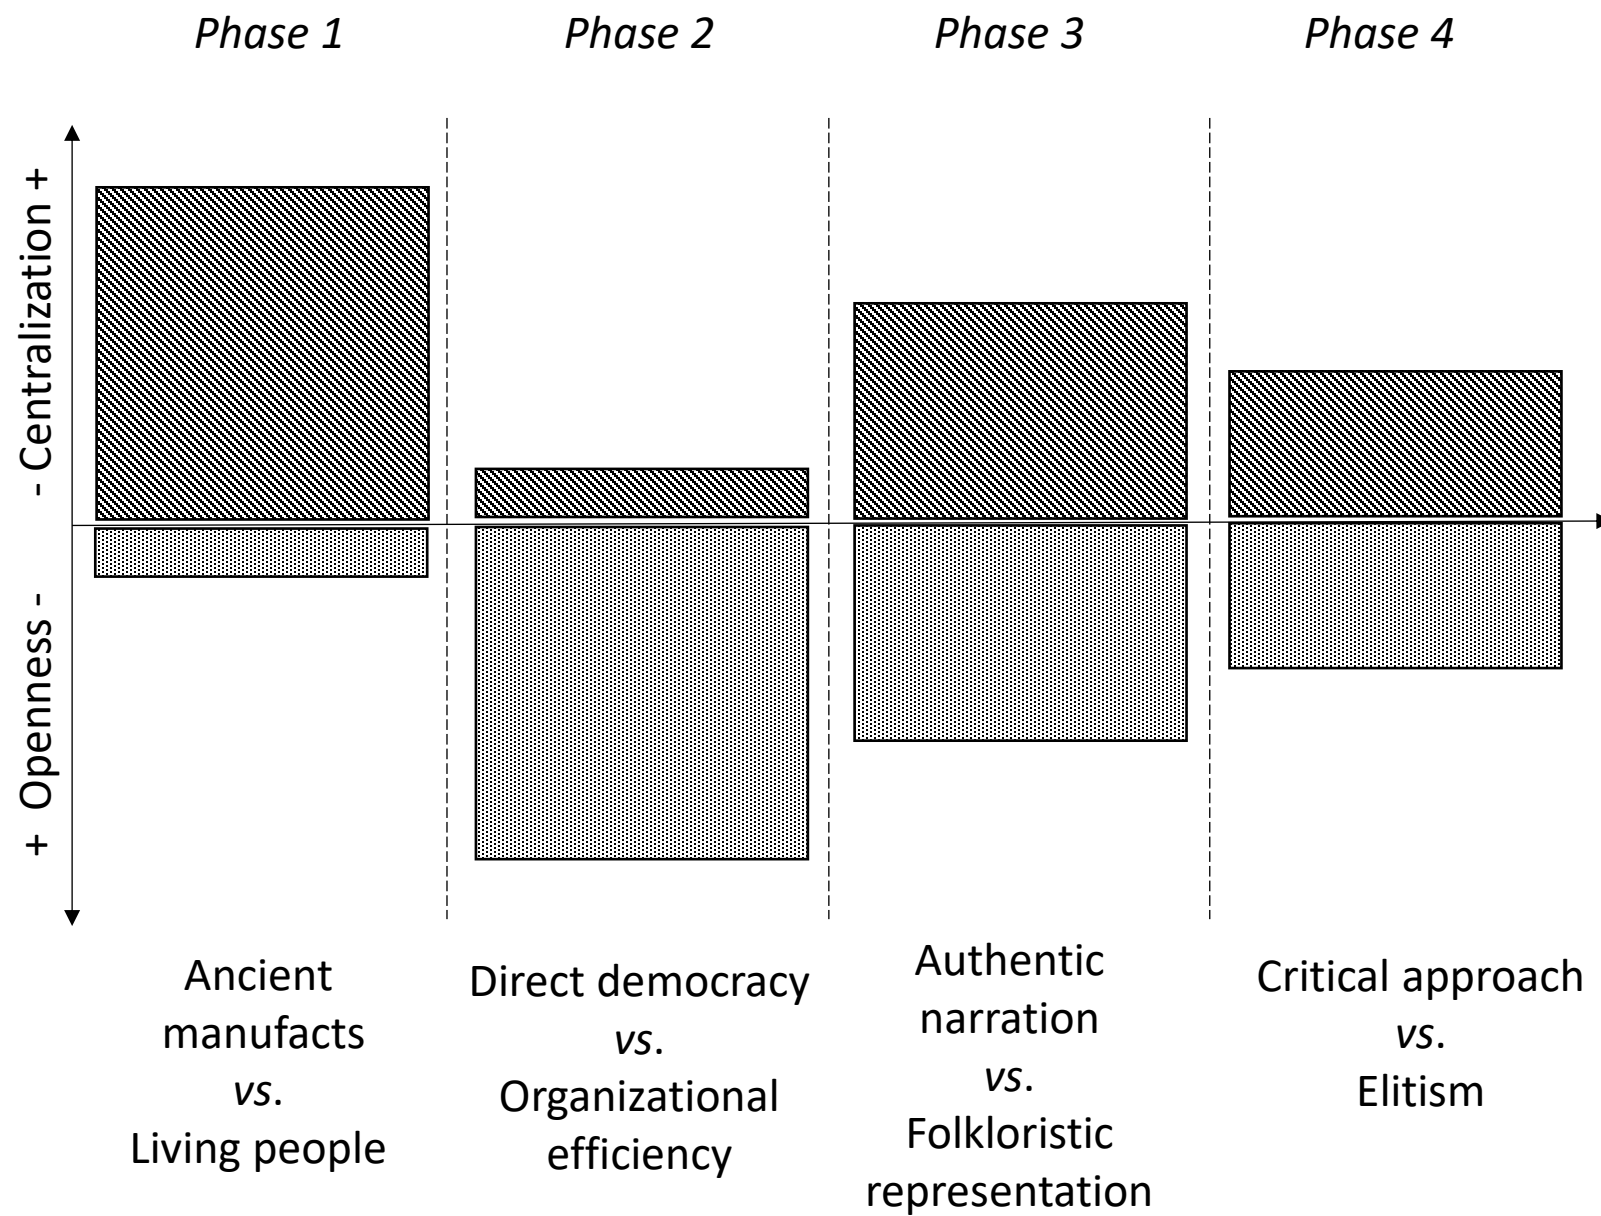 Phase 1
Phase 2
Phase 3
Phase 4
- Centralization +
+ Openness -
Ancient
manufacts
vs.
Living people
Direct democracy
vs.
Organizational
efficiency
Authentic
narration
vs.
Folkloristic
representation
Critical approach
vs.
Elitism